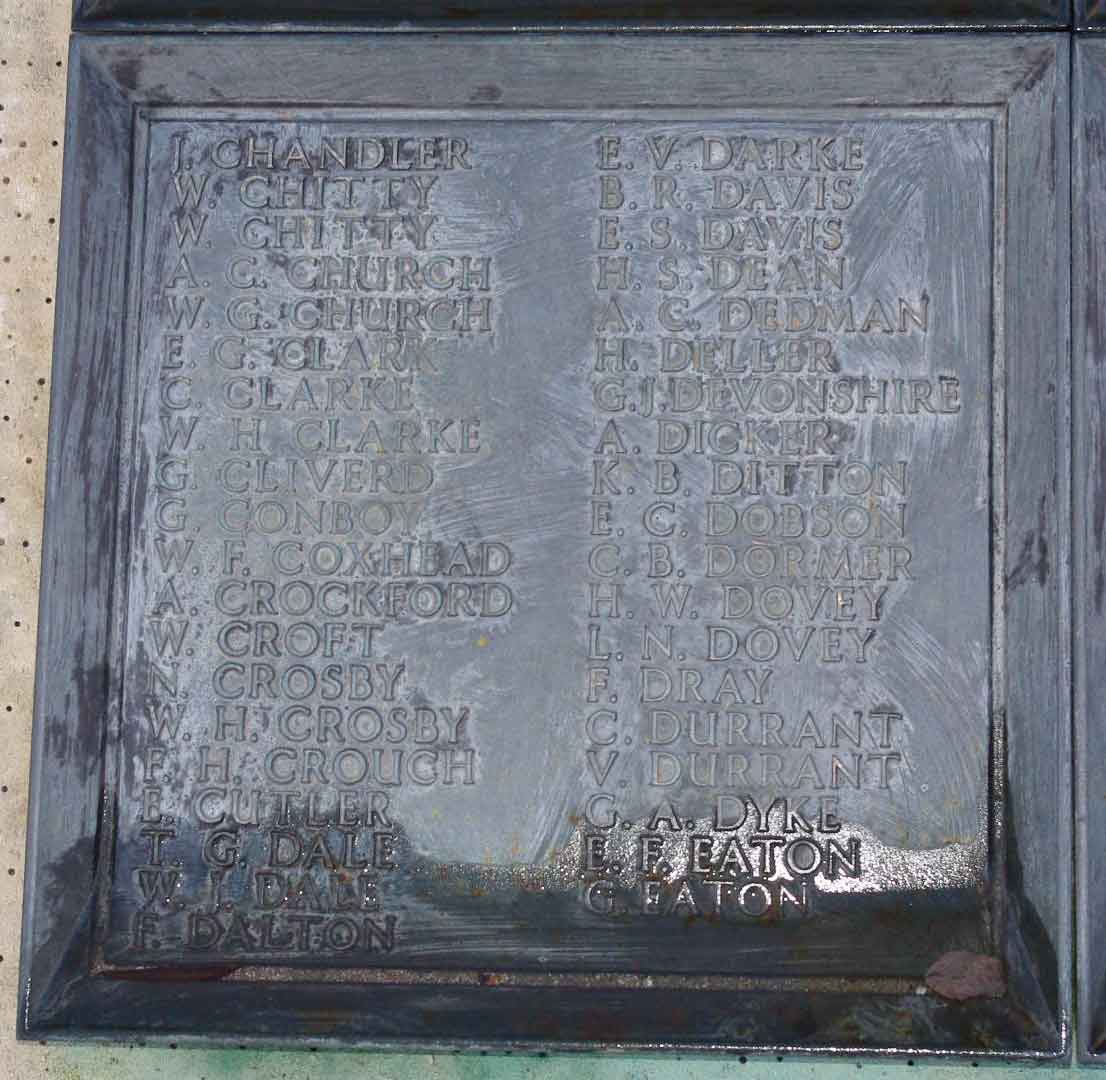 J. CHANDLER
W. CHITTY
W. CHITTY
A. C. CHURCH
W. G. CHURCH
E. G. CLARK
C. CLARKE
W. H CLARKE
G. CLIVERD
G. CONBOY
W. F. COXHEAD
A. CROCKFORD
W. CROFT
N. CROSBY
W. H. CROSBY
F. H. CROUCH
E. CUTLER
T. G. DALE
W. J. DALE
F. DALTON
E. V. DARKE
B. R. DAVIS
E. S. DAVIS
H. S. DEAN
A. C. DEDMAN
H. DELLER
G.J.DEVONSHIRE
A. DICKER
K. B. DITTON
E. C. DOBSON
C. B. DORMER
H. W. DOVEY
L. N. DOVEY
F. DRAY
C. DURRANT
V. DURRANT
G. A. DYKE
E. F. EATON
G. EATON